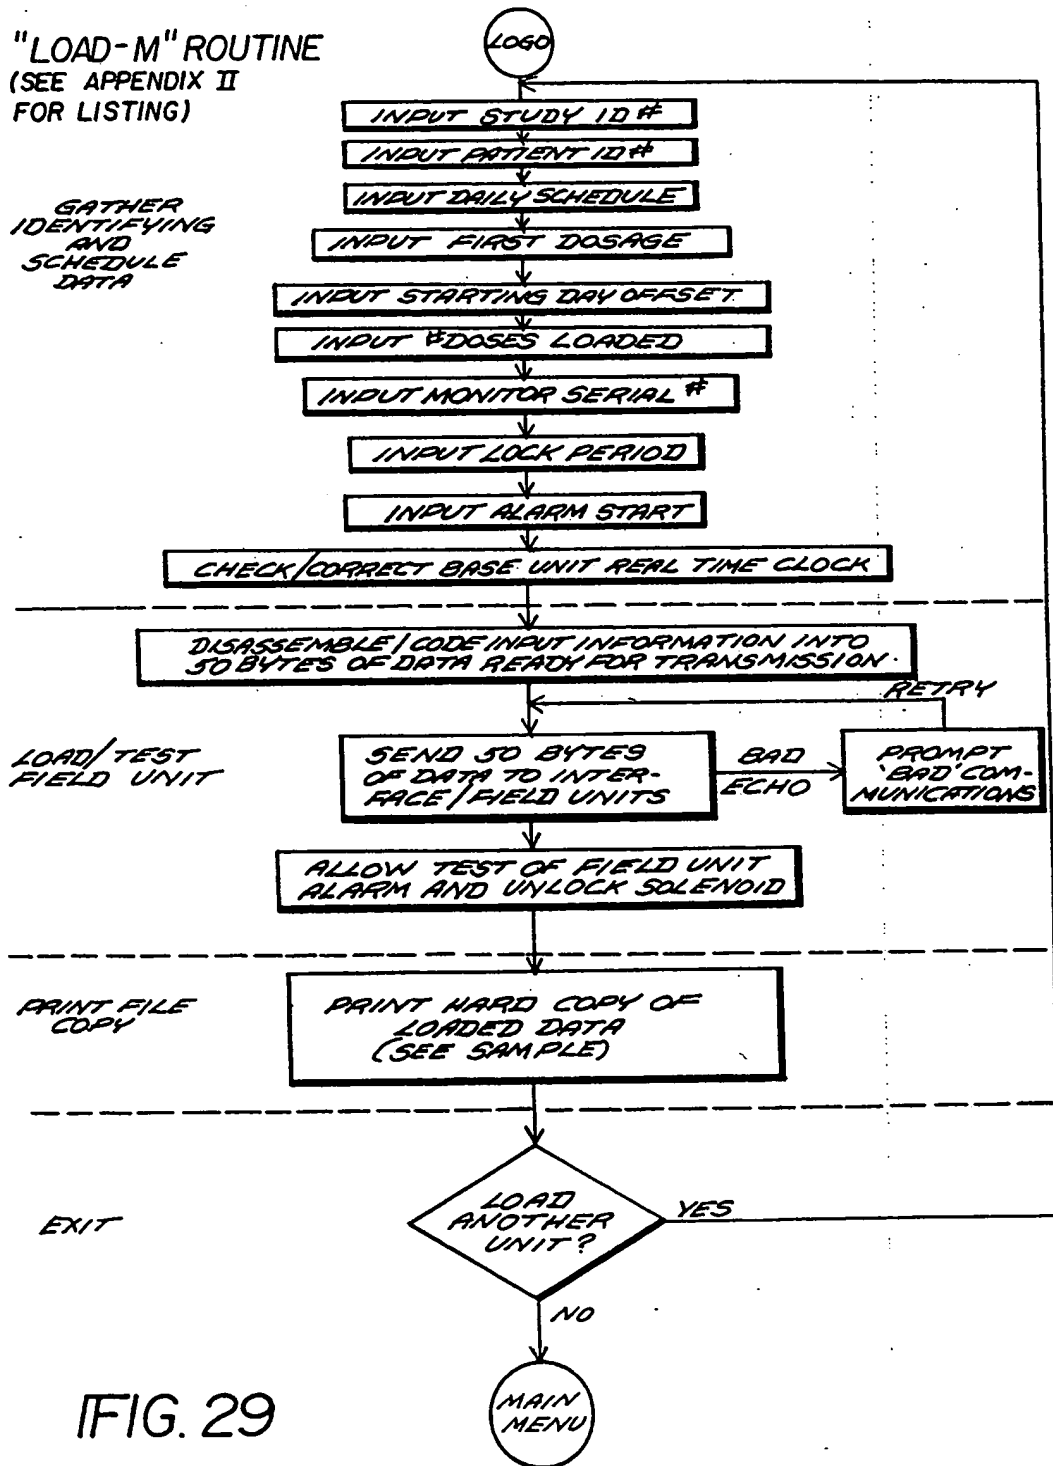 "LOAD-M" ROUTINE
(SEE APPENDIX II
FOR LISTING)
LOGO
INPUT STUDY ID #
INPUT PATIENT ID #
INPUT DAILY SCHEDULE
INPUT FIRST DOSAGE
INPUT STARTING DAY OFFSET
INPUT # DOSES LOADED
INPUT MONITOR SERIAL #
INPUT LOCK PERIOD
INPUT ALARM START
CHECK/CORRECT BASE UNIT REAL TIME CLOCK
GATHER
IDENTIFYING
AND
SCHEDULE
DATA
DISASSEMBLE/CODE INPUT INFORMATION INTO
50 BYTES OF DATA READY FOR TRANSMISSION.
RETRY
LOAD/TEST
FIELD UNIT
SEND 50 BYTES
OF DATA TO INTER-
FACE/FIELD UNITS
BAD
ECHO
PROMPT
'BAD' COM-
MUNICATIONS
ALLOW TEST OF FIELD UNIT
ALARM AND UNLOCK SOLENOID
PRINT FILE
COPY
PRINT HARD COPY OF
LOADED DATA
(SEE SAMPLE)
EXIT
LOAD
ANOTHER
UNIT?
YES
NO
MAIN
MENU
FIG. 29